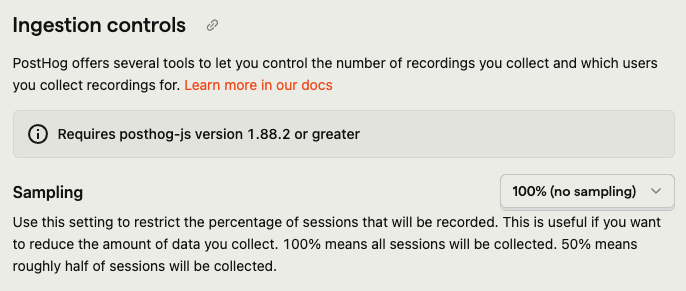 Ingestion controls
PostHog offers several tools to let you control the number of recordings you collect and which users
you collect recordings for. Learn more in our docs
Requires posthog-js version 1.88.2 or greater
Sampling
100% (no sampling)
Use this setting to restrict the percentage of sessions that will be recorded. This is useful if you want
to reduce the amount of data you collect. 100% means all sessions will be collected. 50% means
roughly half of sessions will be collected.